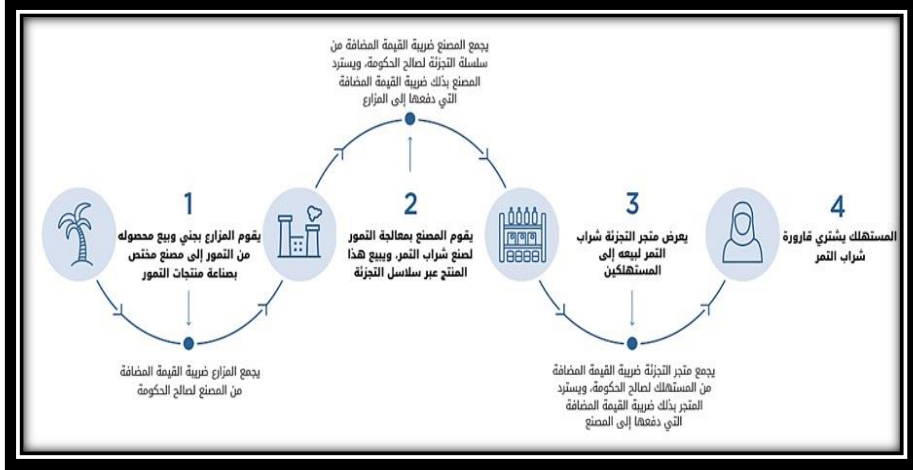 1
يقوم المزارع بجني وبيع محصوله
من التمور إلى مصنع مختص
بصناعة منتجات التمور
يجمع المزارع ضريبة القيمة المضافة
من المصنع لصالح الحكومة
يجمع المصنع ضريبة القيمة المضافة من
سلسلة التجزئة لصالح الحكومة، ويسترد
المصنع بذلك ضريبة القيمة المضافة
التي دفعها إلى المزارع
2
يقوم المصنع بمعالجة التمور
لصنع شراب التمر، ويبيع هذا
المنتج عبر سلاسل التجزئة
3
يعرض متجر التجزئة شراب
التمر لبيعه إلى
المستهلكين
يجمع متجر التجزئة ضريبة القيمة المضافة
من المستهلك لصالح الحكومة، ويسترد
المتجر بذلك ضريبة القيمة المضافة
التي دفعها إلى المصنع
4
المستهلك يشتري قارورة
شراب التمر